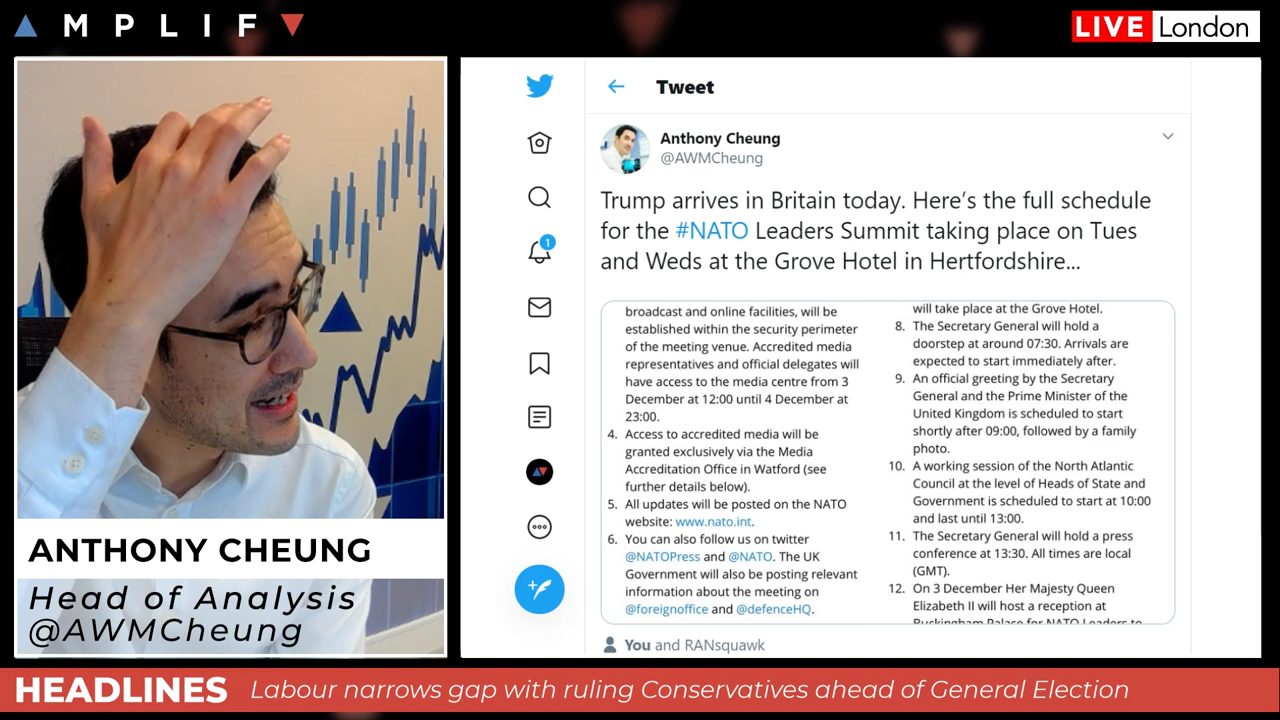 AMPLIFY
LIVE London
ANTHONY CHEUNG
Head of Analysis
@AWMCheung
Tweet
Anthony Cheung
@AWMCheung
Trump arrives in Britain today. Here's the full schedule
for the #NATO Leaders Summit taking place on Tues
and Weds at the Grove Hotel in Hertfordshire...
1
broadcast and online facilities, will be
established within the security perimeter
of the meeting venue. Accredited media
representatives and official delegates will
have access to the media centre from 3
December at 12:00 until 4 December at
23:00.
4. Access to accredited media will be
granted exclusively via the Media
Accreditation Office in Watford (see
further details below).
5. All updates will be posted on the NATO
website: www.nato.int.
6. You can also follow us on twitter
@NATOPress and @NATO. The UK
Government will also be posting relevant
information about the meeting on
@foreignoffice and @defenceHQ.
will take place at the Grove Hotel.
8. The Secretary General will hold a
doorstep at around 07:30. Arrivals are
expected to start immediately after.
9. An official greeting by the Secretary
General and the Prime Minister of the
United Kingdom is scheduled to start
shortly after 09:00, followed by a family
photo.
10. A working session of the North Atlantic
Council at the level of Heads of State and
Government is scheduled to start at 10:00
and last until 13:00.
11. The Secretary General will hold a press
conference at 13:30. All times are local
(GMT).
12. On 3 December Her Majesty Queen
Elizabeth II will host a reception at
Buckingham Palace for NATO Leaders to
You and RANsquawk
HEADLINES Labour narrows gap with ruling Conservatives ahead of General Election